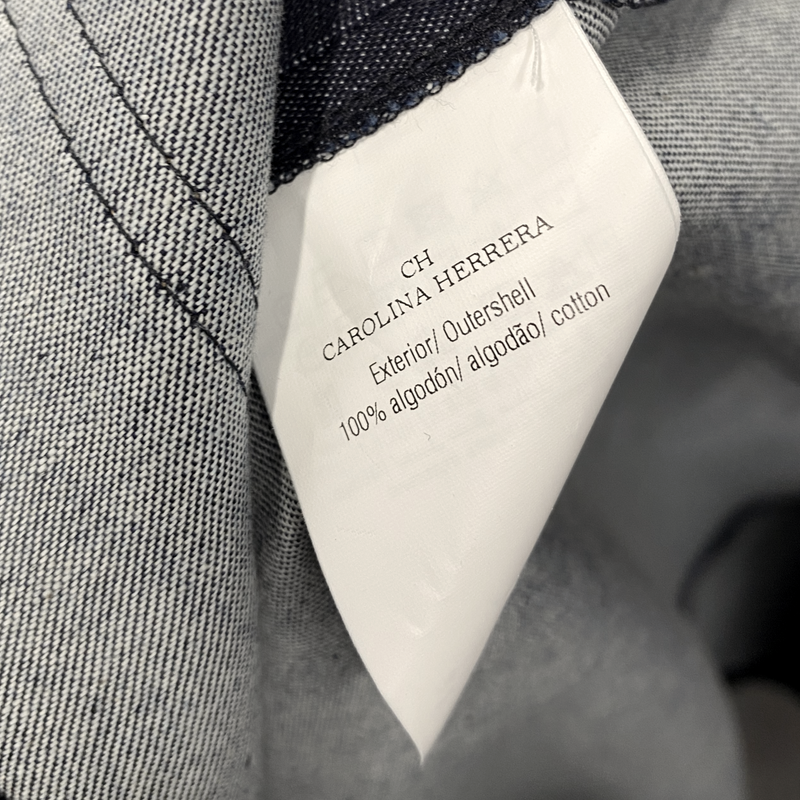 CH
CAROLINA HERRERA
Exterior/ Outershell
100% algodón/ algodão/ cotton